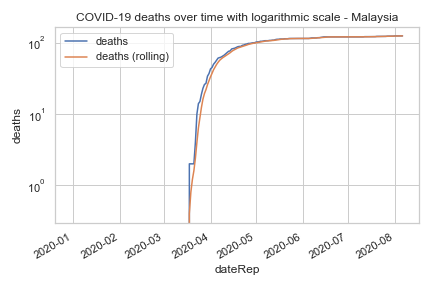 COVID-19 deaths over time with logarithmic scale - Malaysia
deaths
deaths (rolling)
10²
10¹
10⁰
deaths
2020-01
2020-02
2020-03
2020-04
2020-05
2020-06
2020-07
2020-08
dateRep